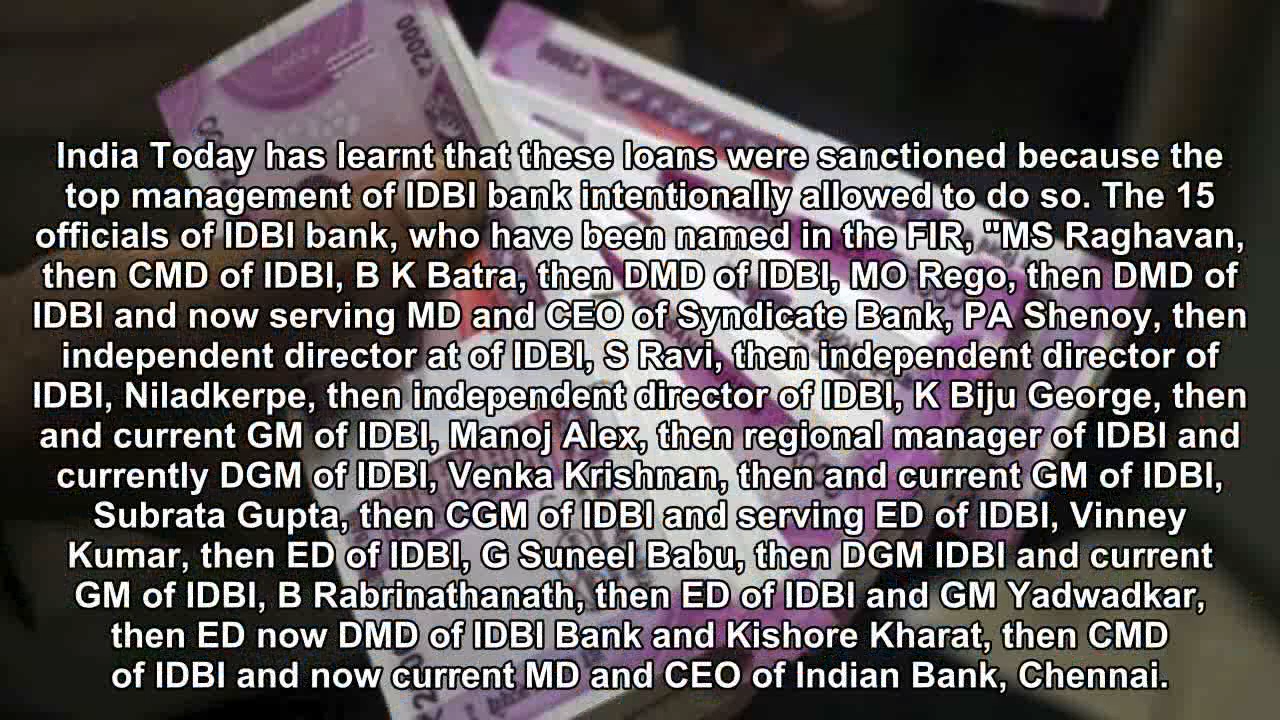 India Today has learnt that these loans were sanctioned because the
top management of IDBI bank intentionally allowed to do so. The 15
officials of IDBI bank, who have been named in the FIR, "MS Raghavan,
then CMD of IDBI, B K Batra, then DMD of IDBI, MO Rego, then DMD of
IDBI and now serving MD and CEO of Syndicate Bank, PA Shenoy, then
independent director at of IDBI, S Ravi, then independent director of
IDBI, Niladkerpe, then independent director of IDBI, K Biju George, then
and current GM of IDBI, Manoj Alex, then regional manager of IDBI and
currently DGM of IDBI, Venka Krishnan, then and current GM of IDBI,
Subrata Gupta, then CGM of IDBI and serving ED of IDBI, Vinney
Kumar, then ED of IDBI, G Suneel Babu, then DGM IDBI and current
GM of IDBI, B Rabrinathanath, then ED of IDBI and GM Yadwadkar,
then ED now DMD of IDBI Bank and Kishore Kharat, then CMD
of IDBI and now current MD and CEO of Indian Bank, Chennai.
₹2000